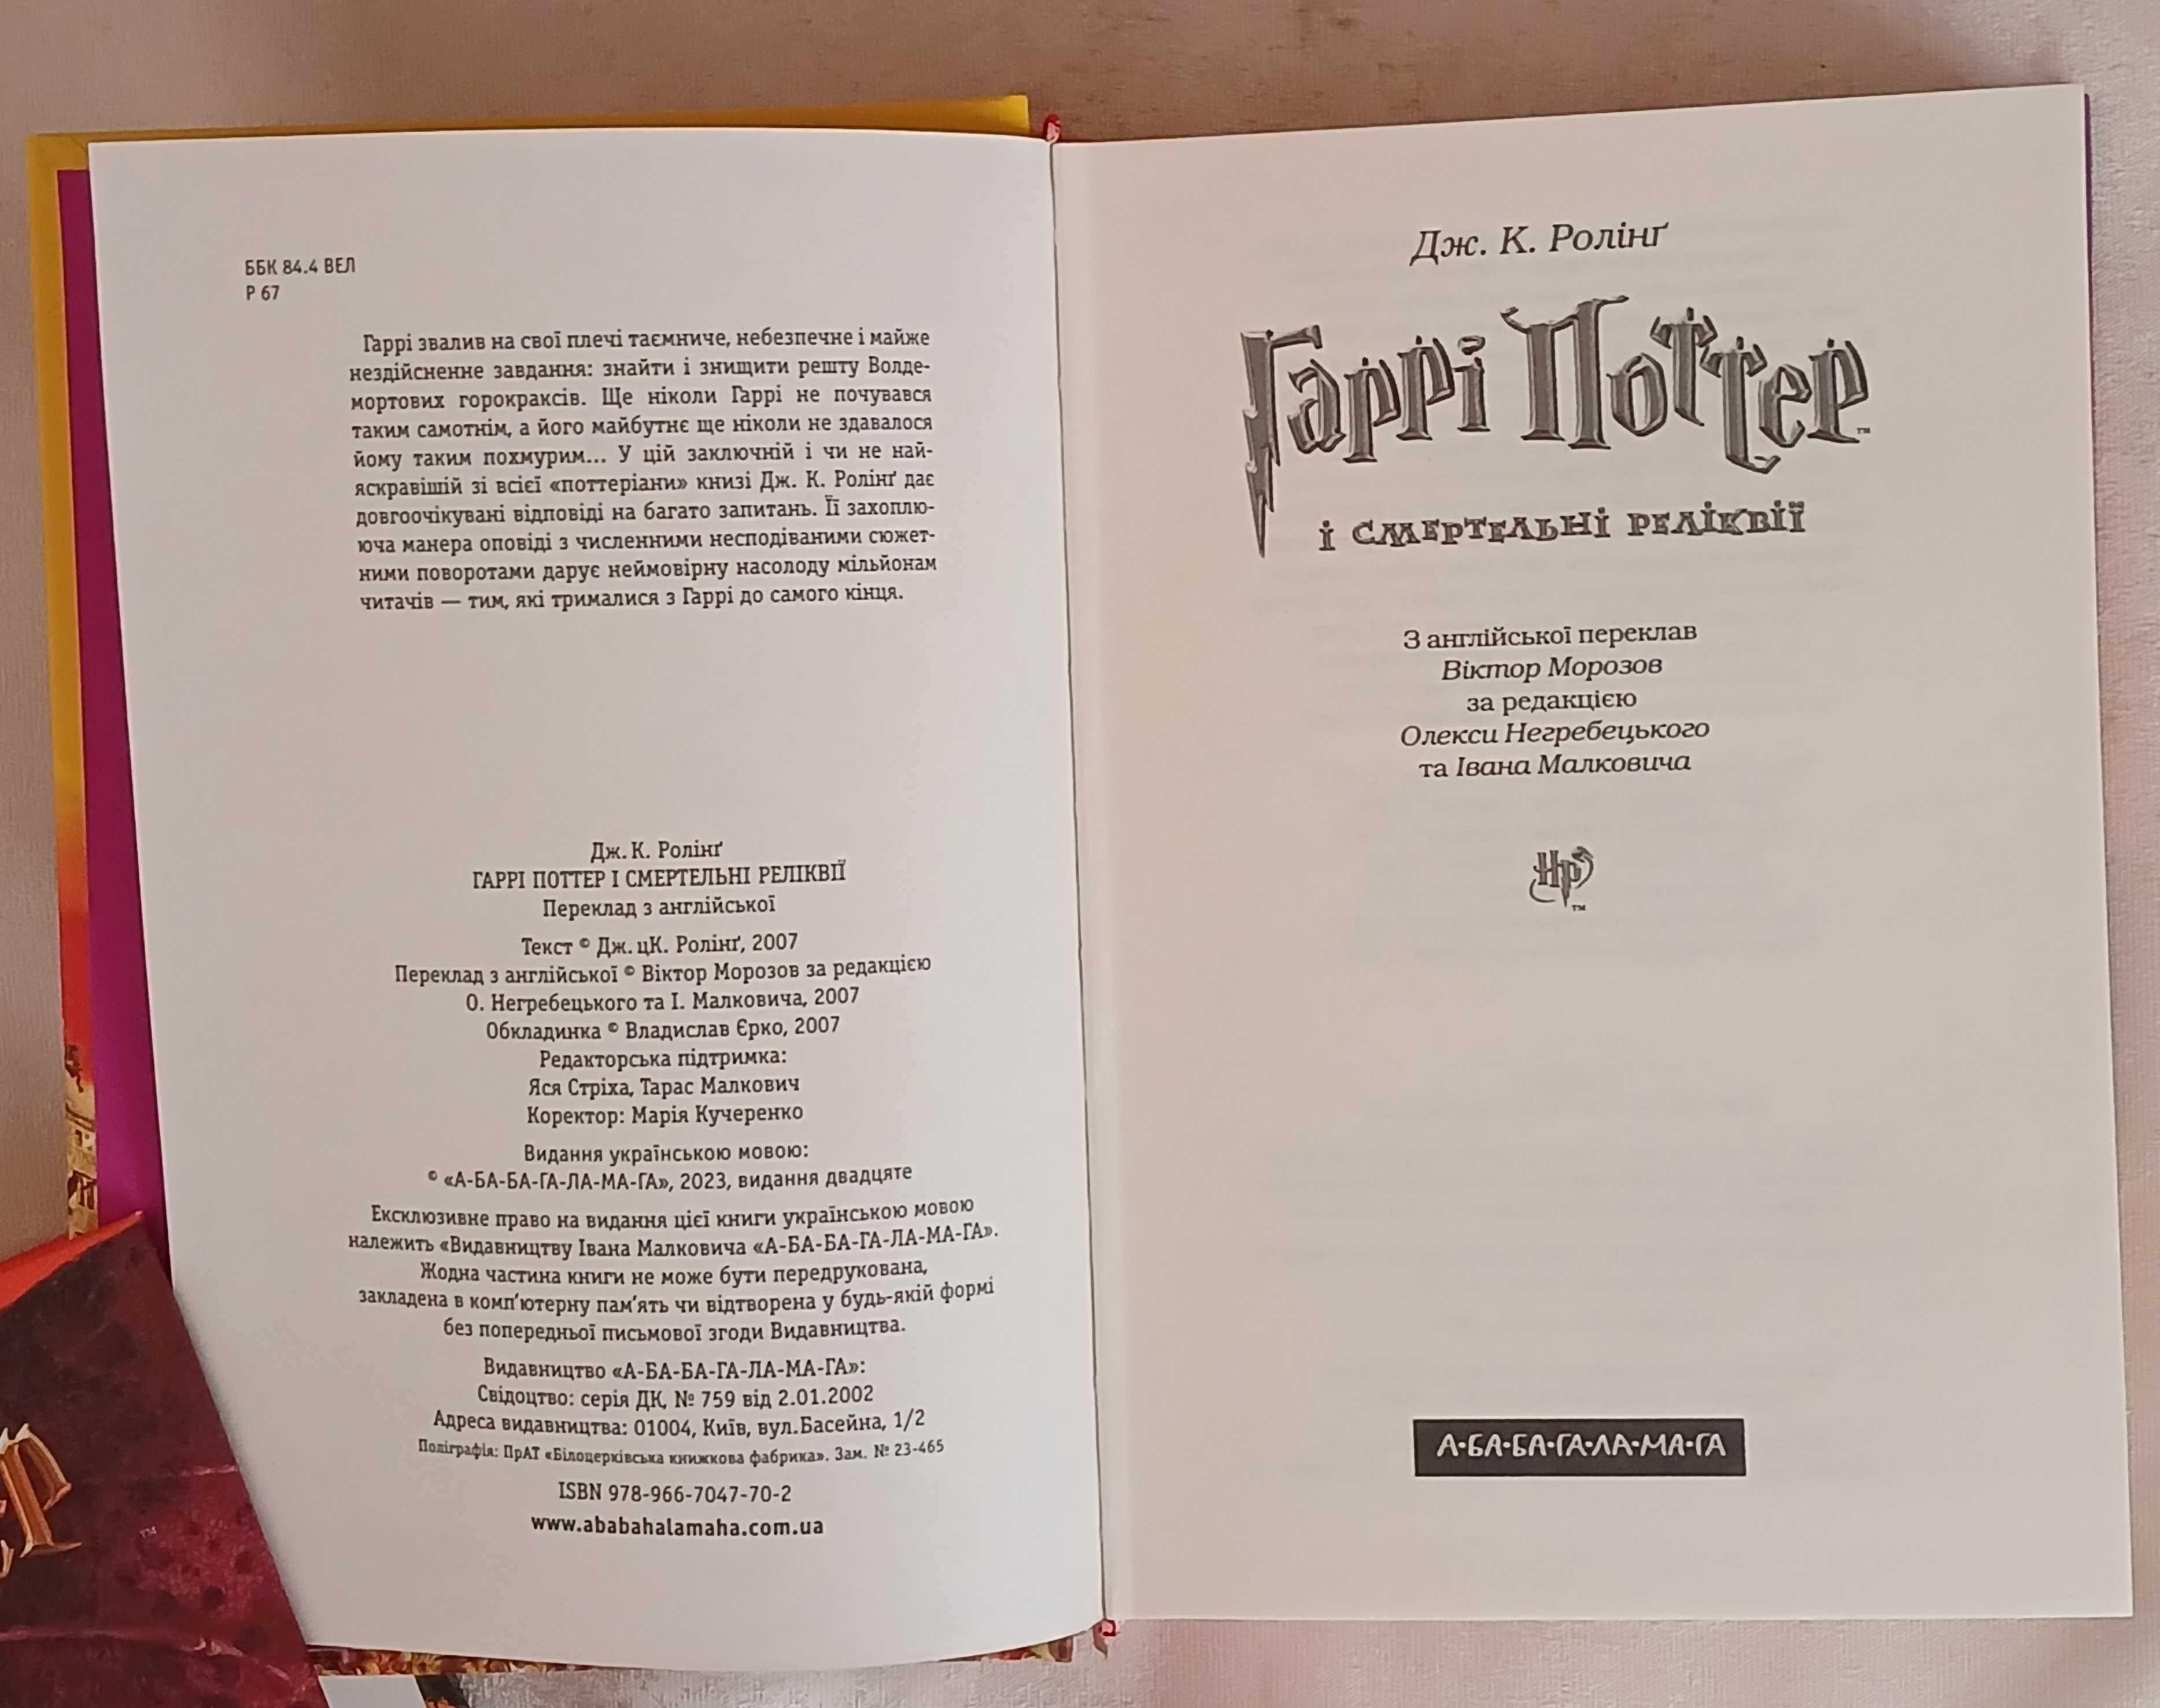 ББК 84.4 ВЕЛ
Р 67
Гаррі звалив на свої плечі таємниче, небезпечне і майже
нездійсненне завдання: знайти і знищити решту Волде-
мортових горокраксів. Ще ніколи Гаррі не почувався
таким самотнім, а його майбутнє ще ніколи не здавалося
йому таким похмурим... У цій заключній і чи не най-
яскравішій зі всієї «поттеріани» книзі Дж. К. Ролінґ дає
довгоочікувані відповіді на багато запитань. Її захоплю-
юча манера оповіді з численними несподіваними сюжет-
ними поворотами дарує неймовірну насолоду мільйонам
читачів — тим, які трималися з Гаррі до самого кінця.
Дж. К. Ролінґ
ГАРРІ ПОТТЕР І СМЕРТЕЛЬНІ РЕЛІКВІЇ
Переклад з англійської
Текст © Дж. цК. Ролінґ, 2007
Переклад з англійської © Віктор Морозов за редакцією
О. Негребецького та І. Малковича, 2007
Обкладинка © Владислав Єрко, 2007
Редакторська підтримка:
Яся Стріха, Тарас Малкович
Коректор: Марія Кучеренко
Видання українською мовою:
© «А-БА-БА-ГА-ЛА-МА-ГА», 2023, видання двадцяте
Ексклюзивне право на видання цієї книги українською мовою
належить «Видавництву Івана Малковича «А-БА-БА-ГА-ЛА-МА-ГА».
Жодна частина книги не може бути передрукована,
закладена в комп'ютерну пам'ять чи відтворена у будь-якій формі
без попередньої письмової згоди Видавництва.
Видавництво «А-БА-БА-ГА-ЛА-МА-ГА»:
Свідоцтво: серія ДК, № 759 від 2.01.2002
Адреса видавництва: 01004, Київ, вул.Басейна, 1/2
Поліграфія: ПрАТ «Білоцерківська книжкова фабрика». Зам. № 23-465
ISBN 978-966-7047-70-2
www.ababahalamaha.com.ua
Дж. К. Ролінґ
Гаррі Поттер™
і смертельні реліквії
З англійської переклав
Віктор Морозов
за редакцією
Олекси Негребецького
та Івана Малковича
HP™
А·БА·БА·ГА·ЛА·МА·ГА
™